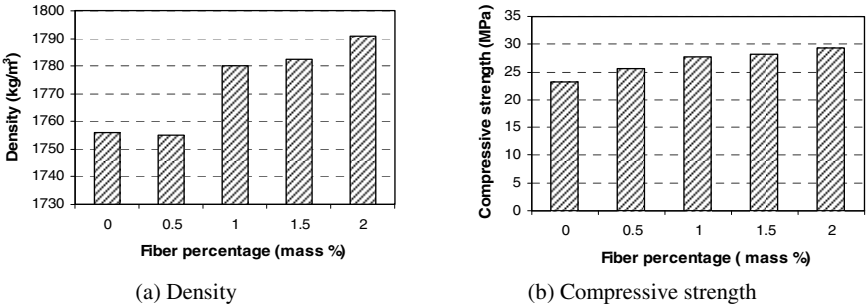 1800
1790
1780
1770
1760
1750
1740
1730
Density (kg/m³)
0 0.5 1 1.5 2
Fiber percentage (mass %)
(a) Density
35
30
25
20
15
10
5
0
Compressive strength (MPa)
0 0.5 1 1.5 2
Fiber percentage ( mass %)
(b) Compressive strength